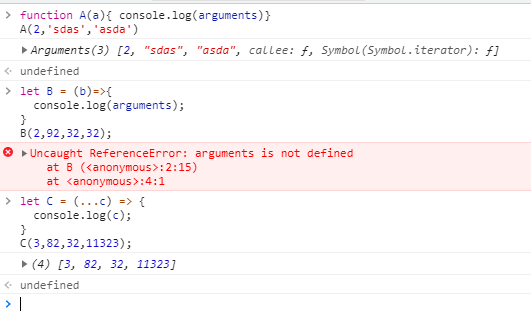 > function A(a){ console.log(arguments)}
A(2,'sdas','asda')
▶Arguments(3) [2, "sdas", "asda", callee: ƒ, Symbol(Symbol.iterator): ƒ]
< undefined
> let B = (b)=>{
console.log(arguments);
}
B(2,92,32,32);
▶Uncaught ReferenceError: arguments is not defined
at B (<anonymous>:2:15)
at <anonymous>:4:1
> let C = (...c) => {
console.log(c);
}
C(3,82,32,11323);
▶(4) [3, 82, 32, 11323]
< undefined
>